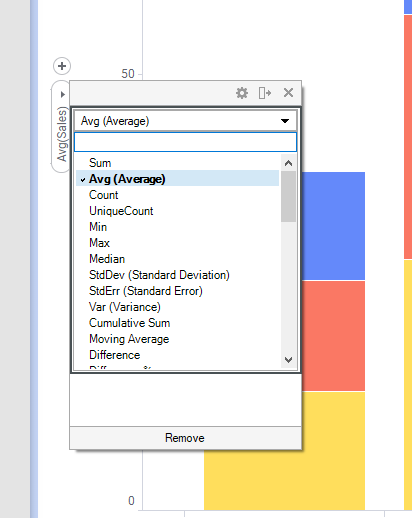 50
Avg(Sales)
Avg (Average)
Sum
Avg (Average)
Count
UniqueCount
Min
Max
Median
StdDev (Standard Deviation)
StdErr (Standard Error)
Var (Variance)
Cumulative Sum
Moving Average
Difference
Remove
0